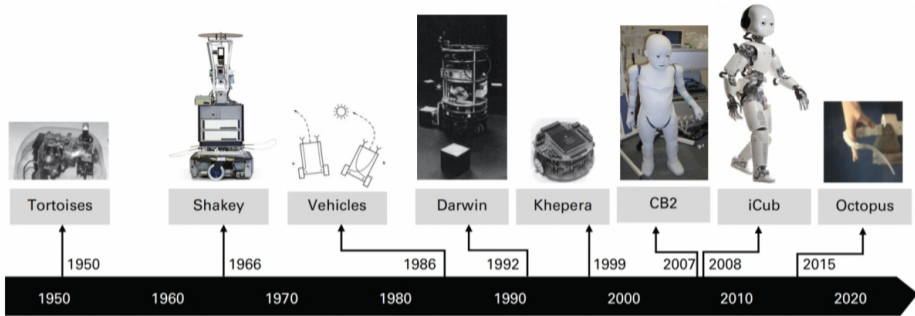 Tortoises
Shakey
Vehicles
Darwin
Khepera
CB2
iCub
Octopus
1950
1966
1986
1992
1999
2007
2008
2015
1950
1960
1970
1980
1990
2000
2010
2020